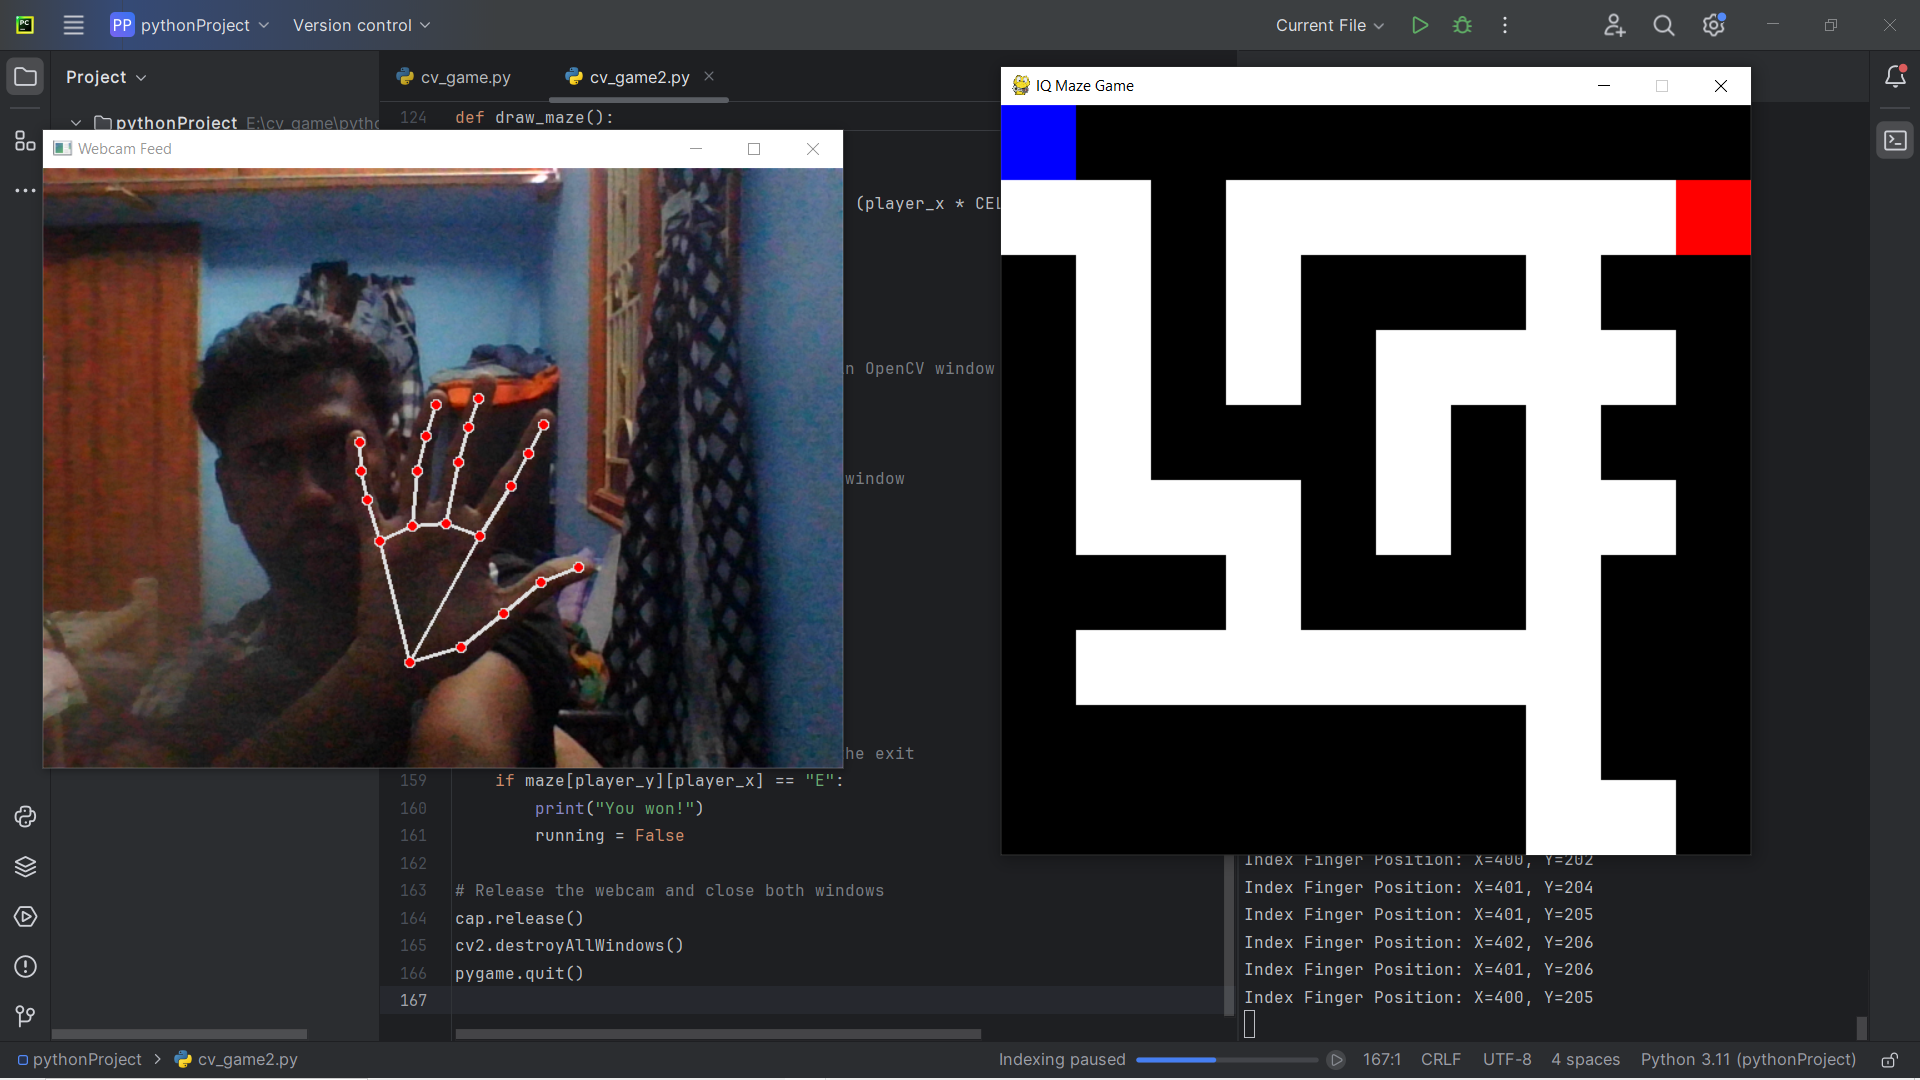 PC
PP pythonProject
Version control
Current File
Project
cv_game.py
cv_game2.py
pythonProject E:\cv_game\pytho
124 def draw_maze():
Webcam Feed
IQ Maze Game
(player_x * CEL
n OpenCV window
window
he exit
159 if maze[player_y][player_x] == "E":
160 print("You won!")
161 running = False
162
163 # Release the webcam and close both windows
164 cap.release()
165 cv2.destroyAllWindows()
166 pygame.quit()
167
Index Finger Position: X=400, Y=202
Index Finger Position: X=401, Y=204
Index Finger Position: X=401, Y=205
Index Finger Position: X=402, Y=206
Index Finger Position: X=401, Y=206
Index Finger Position: X=400, Y=205
pythonProject > cv_game2.py
Indexing paused
167:1 CRLF UTF-8 4 spaces Python 3.11 (pythonProject)